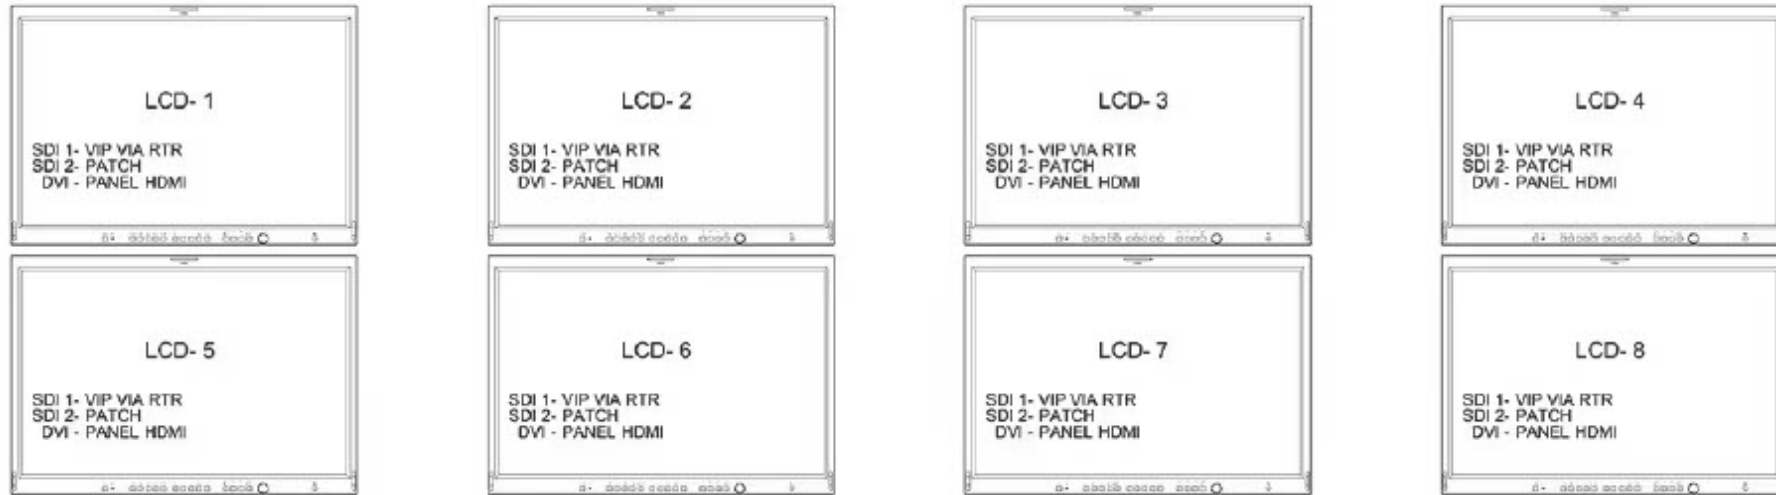 LCD- 1
SDI 1- VIP VIA RTR
SDI 2- PATCH
DVI - PANEL HDMI
LCD- 2
SDI 1- VIP VIA RTR
SDI 2- PATCH
DVI - PANEL HDMI
LCD- 3
SDI 1- VIP VIA RTR
SDI 2- PATCH
DVI - PANEL HDMI
LCD- 4
SDI 1- VIP VIA RTR
SDI 2- PATCH
DVI - PANEL HDMI
LCD- 5
SDI 1- VIP VIA RTR
SDI 2- PATCH
DVI - PANEL HDMI
LCD- 6
SDI 1- VIP VIA RTR
SDI 2- PATCH
DVI - PANEL HDMI
LCD- 7
SDI 1- VIP VIA RTR
SDI 2- PATCH
DVI - PANEL HDMI
LCD- 8
SDI 1- VIP VIA RTR
SDI 2- PATCH
DVI - PANEL HDMI